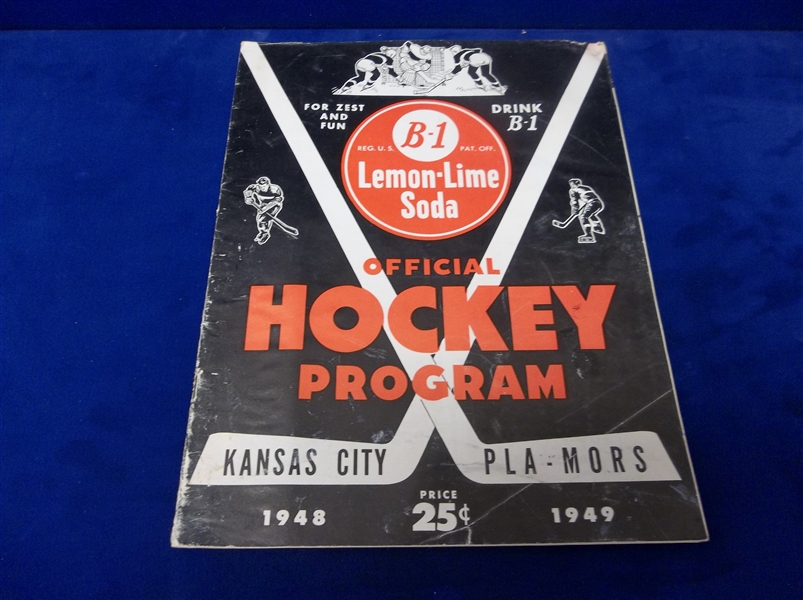 FOR ZEST
AND
FUN
DRINK
B-1
B-1
REG. U.S. PAT. OFF.
Lemon-Lime
Soda
OFFICIAL
HOCKEY
PROGRAM
KANSAS CITY PLA-MORS
1948 PRICE 1949
25¢